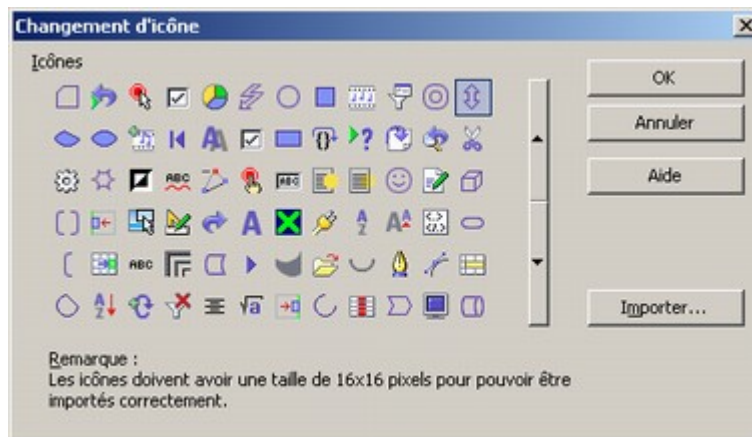 Changement d'icône
Icônes
OK
Annuler
Aide
Importer...
Remarque :
Les icônes doivent avoir une taille de 16x16 pixels pour pouvoir être
importés correctement.